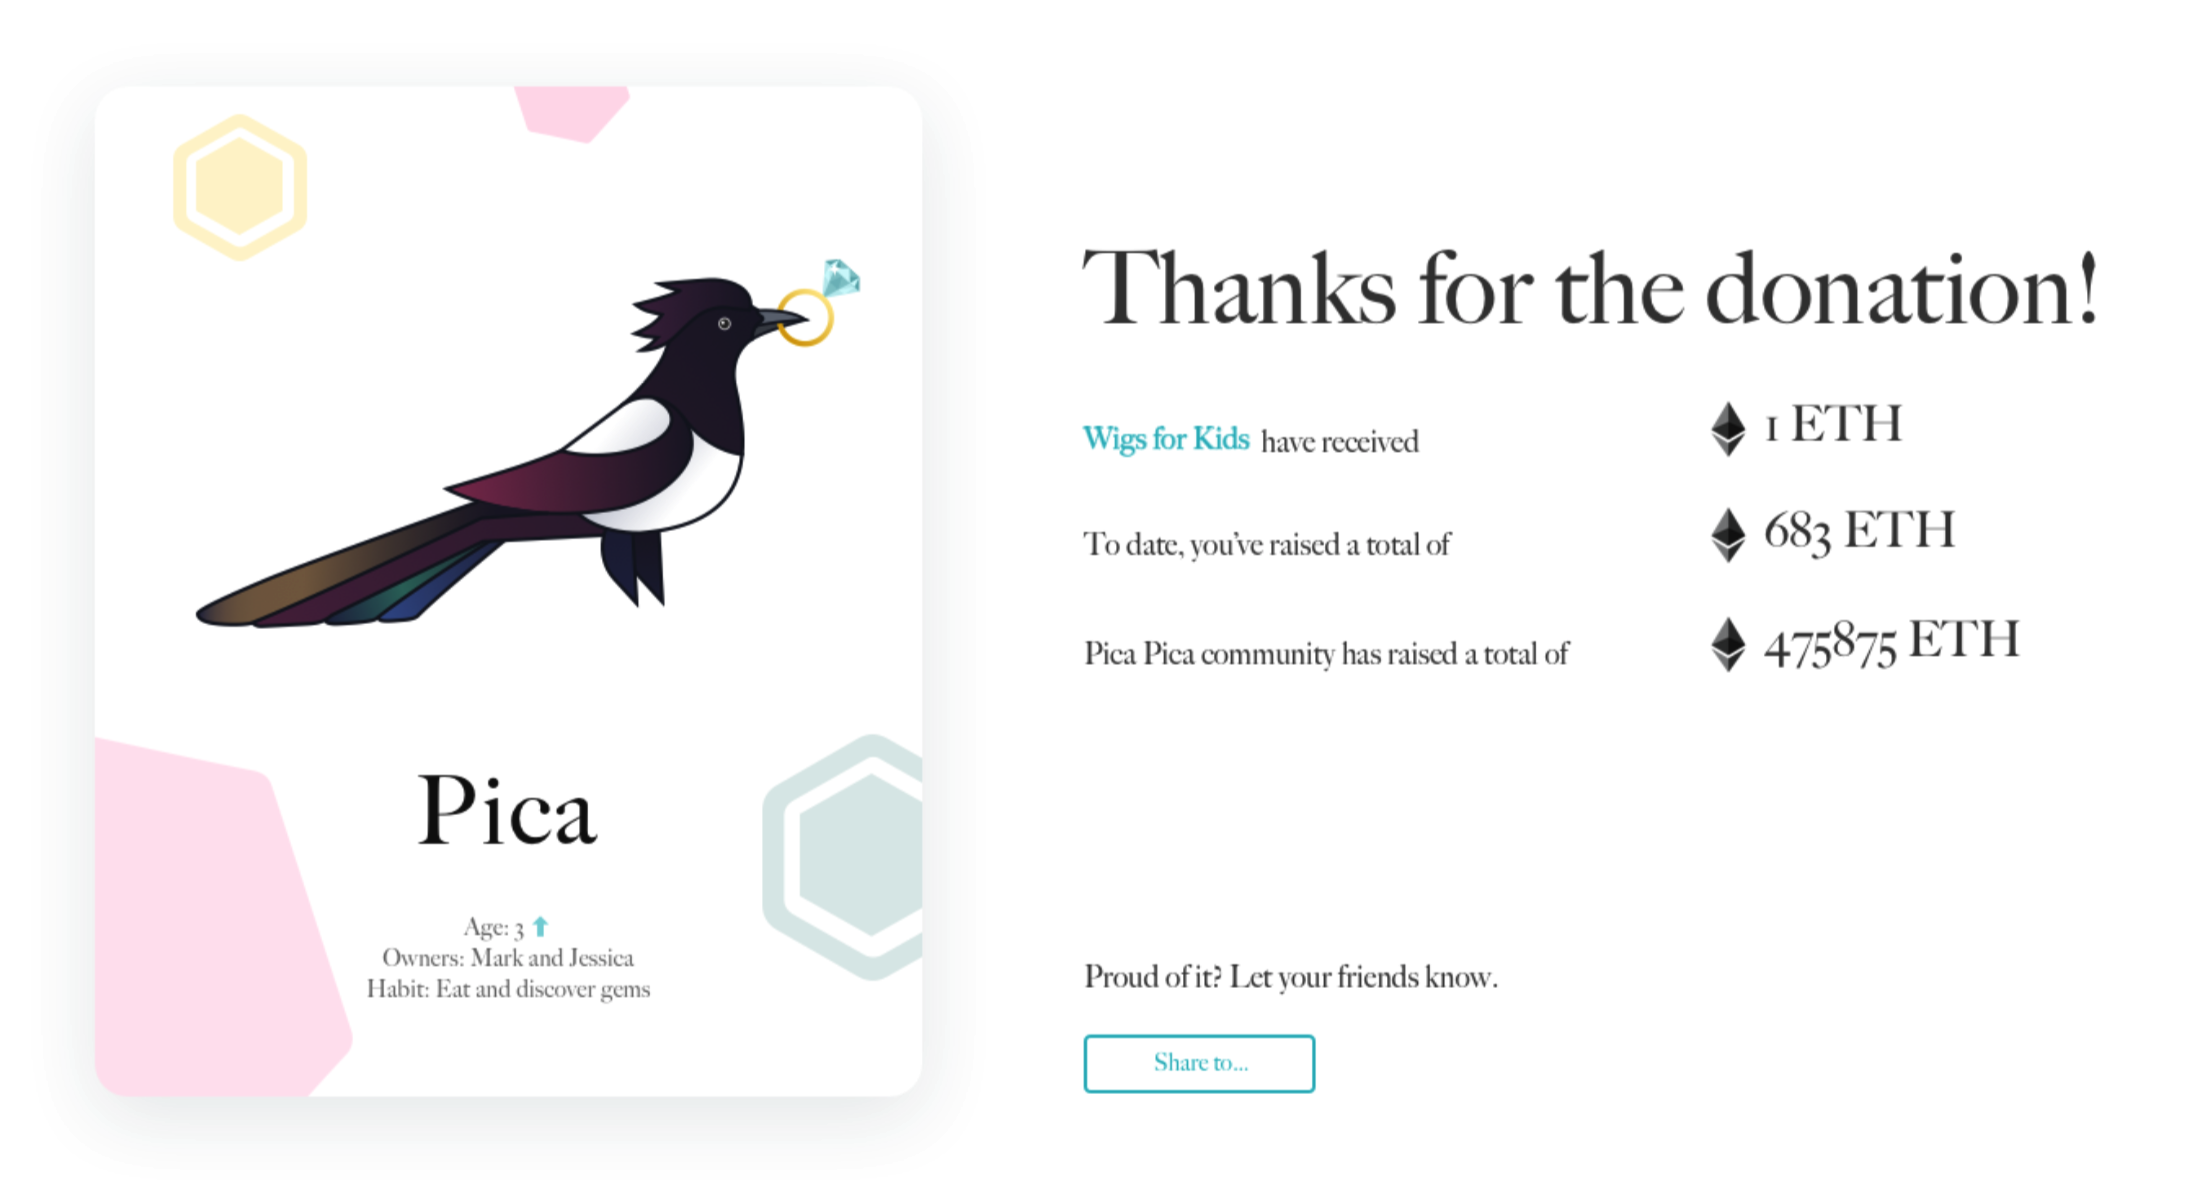 Pica
Age: 3
Owners: Mark and Jessica
Habit: Eat and discover gems
Thanks for the donation!
Wigs for Kids have received 1 ETH
To date, you've raised a total of 683 ETH
Pica Pica community has raised a total of 475875 ETH
Proud of it? Let your friends know.
Share to...